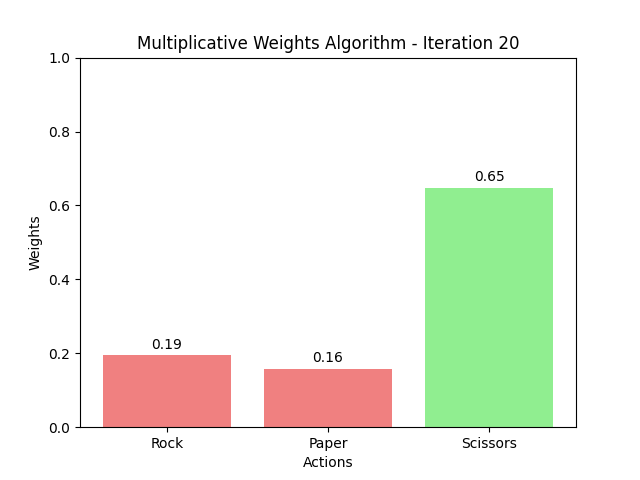 Multiplicative Weights Algorithm - Iteration 20
1.0
0.8
0.6
0.4
0.2
0.0
Weights
0.19
0.16
0.65
Rock
Paper
Scissors
Actions